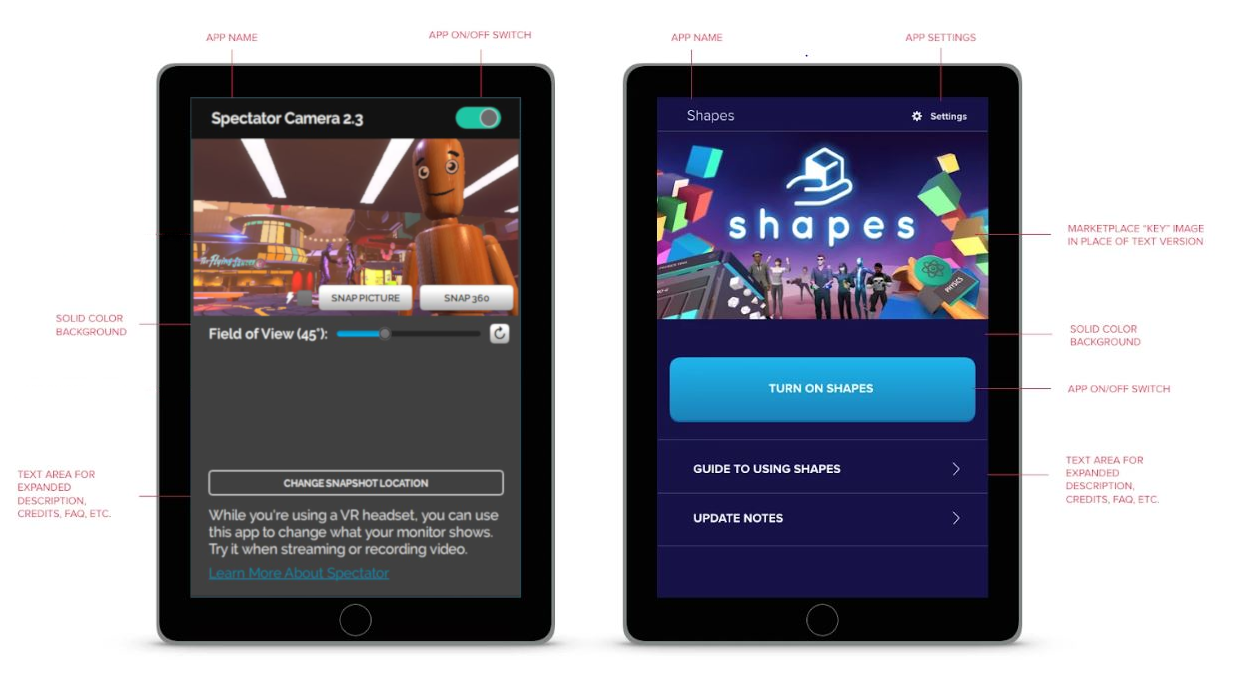 APP NAME
APP ON/OFF SWITCH
Spectator Camera 2.3
The Flying Saucer
SNAP PICTURE
SNAP 360
Field of View (45°):
SOLID COLOR
BACKGROUND
TEXT AREA FOR
EXPANDED
DESCRIPTION,
CREDITS, FAQ, ETC.
CHANGE SNAPSHOT LOCATION
While you're using a VR headset, you can use
this app to change what your monitor shows.
Try it when streaming or recording video.
Learn More About Spectator
APP NAME
APP SETTINGS
Shapes
Settings
shapes
PHYSICS
MARKETPLACE "KEY" IMAGE
IN PLACE OF TEXT VERSION
SOLID COLOR
BACKGROUND
TURN ON SHAPES
APP ON/OFF SWITCH
GUIDE TO USING SHAPES
UPDATE NOTES
TEXT AREA FOR
EXPANDED
DESCRIPTION,
CREDITS, FAQ, ETC.